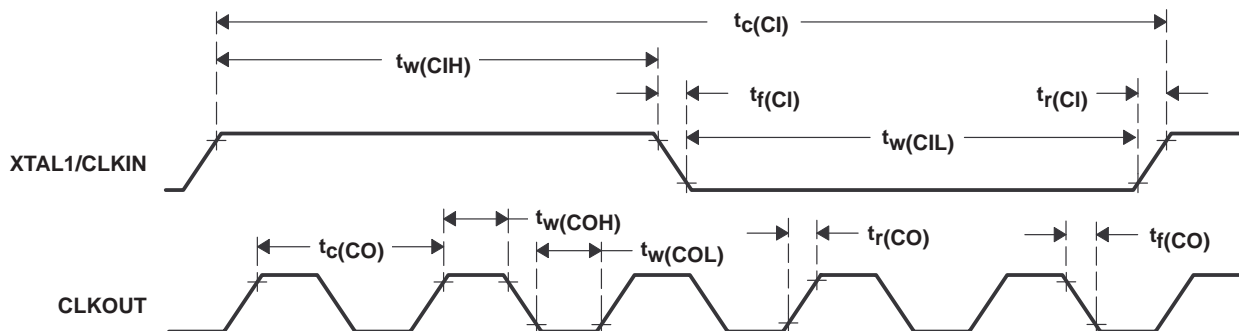 tc(CI)
tw(CIH)
tf(CI)
tr(CI)
tw(CIL)
XTAL1/CLKIN
tw(COH)
tc(CO)
tw(COL)
tr(CO)
tf(CO)
CLKOUT